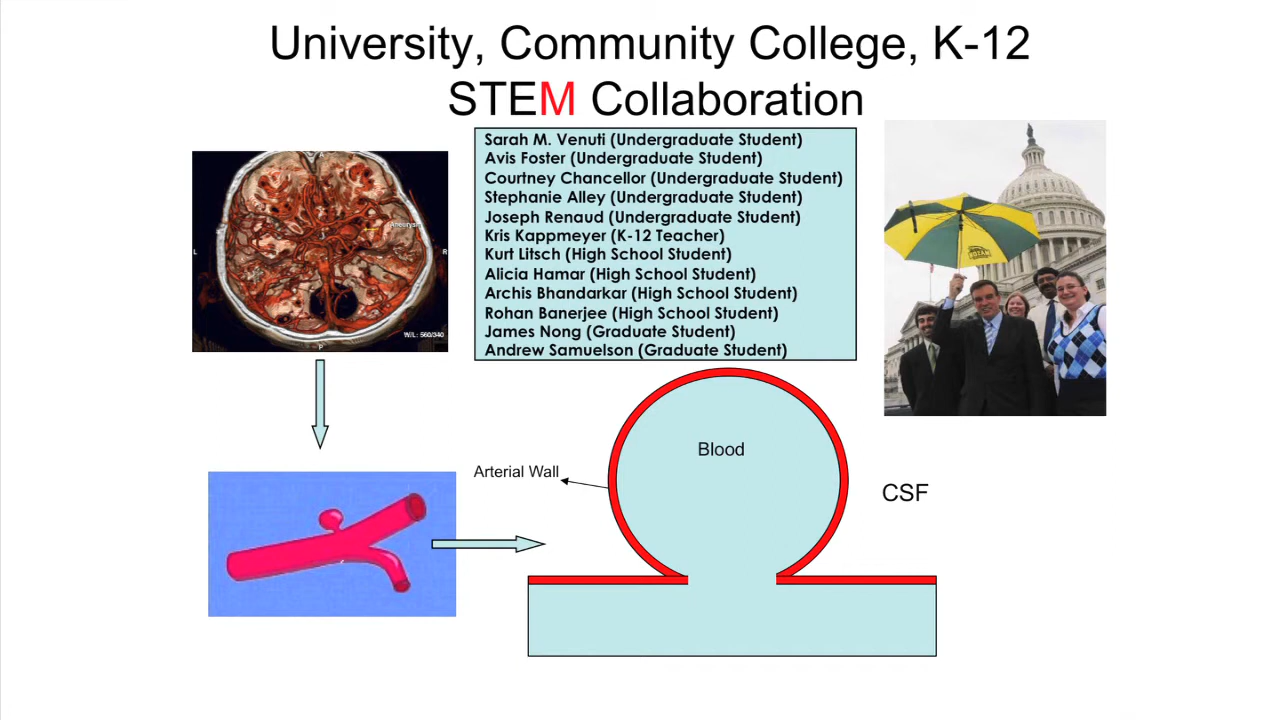 University, Community College, K-12
STEM Collaboration
Sarah M. Venuti (Undergraduate Student)
Avis Foster (Undergraduate Student)
Courtney Chancellor (Undergraduate Student)
Stephanie Alley (Undergraduate Student)
Joseph Renaud (Undergraduate Student)
Kris Kappmeyer (K-12 Teacher)
Kurt Litsch (High School Student)
Alicia Hamar (High School Student)
Archis Bhandarkar (High School Student)
Rohan Banerjee (High School Student)
James Nong (Graduate Student)
Andrew Samuelson (Graduate Student)
A
Aneurysm
L
R
W/L: 560/340
P
Blood
Arterial Wall
CSF